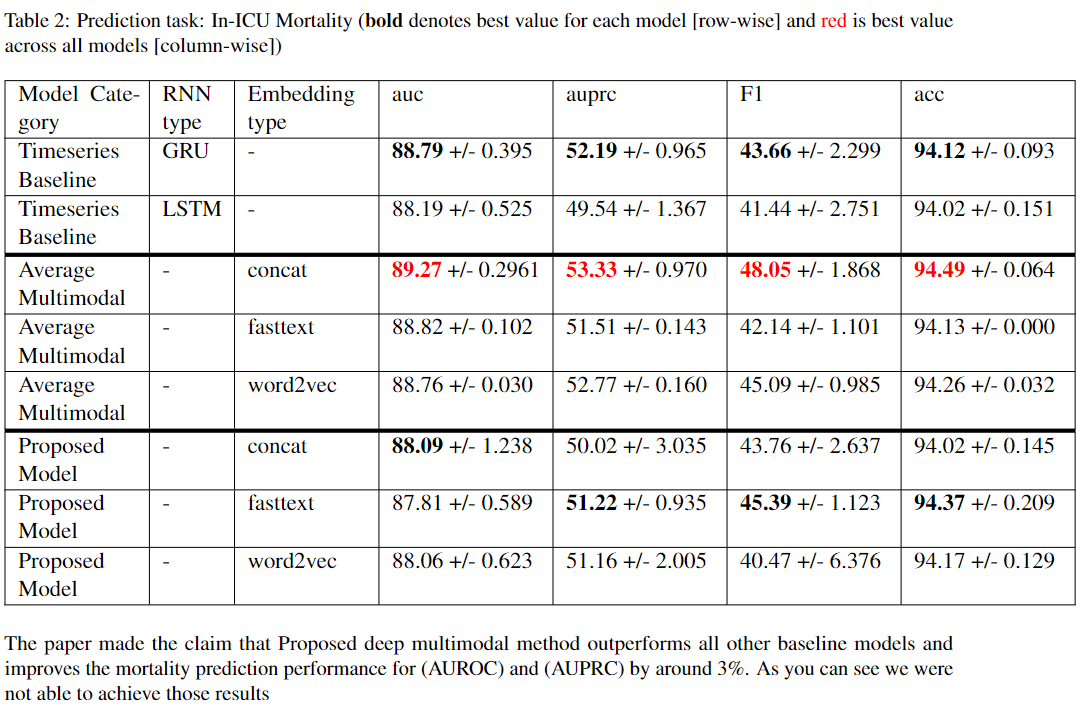 Table 2: Prediction task: In-ICU Mortality (bold denotes best value for each model [row-wise] and red is best value
across all models [column-wise])
Model Cate- RNN Embedding auc auprc F1 acc
gory type type
Timeseries GRU - 88.79 +/- 0.395 52.19 +/- 0.965 43.66 +/- 2.299 94.12 +/- 0.093
Baseline
Timeseries LSTM - 88.19 +/- 0.525 49.54 +/- 1.367 41.44 +/- 2.751 94.02 +/- 0.151
Baseline
Average - concat 89.27 +/- 0.2961 53.33 +/- 0.970 48.05 +/- 1.868 94.49 +/- 0.064
Multimodal
Average - fasttext 88.82 +/- 0.102 51.51 +/- 0.143 42.14 +/- 1.101 94.13 +/- 0.000
Multimodal
Average - word2vec 88.76 +/- 0.030 52.77 +/- 0.160 45.09 +/- 0.985 94.26 +/- 0.032
Multimodal
Proposed - concat 88.09 +/- 1.238 50.02 +/- 3.035 43.76 +/- 2.637 94.02 +/- 0.145
Model
Proposed - fasttext 87.81 +/- 0.589 51.22 +/- 0.935 45.39 +/- 1.123 94.37 +/- 0.209
Model
Proposed - word2vec 88.06 +/- 0.623 51.16 +/- 2.005 40.47 +/- 6.376 94.17 +/- 0.129
Model
The paper made the claim that Proposed deep multimodal method outperforms all other baseline models and
improves the mortality prediction performance for (AUROC) and (AUPRC) by around 3%. As you can see we were
not able to achieve those results